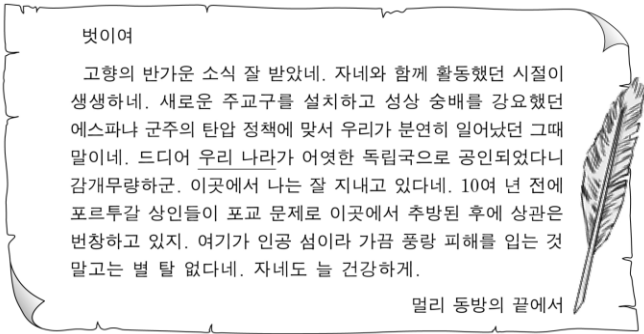 벗이여
고향의 반가운 소식 잘 받았네. 자네와 함께 활동했던 시절이
생생하네. 새로운 주교구를 설치하고 성상 숭배를 강요했던
에스파냐 군주의 탄압 정책에 맞서 우리가 분연히 일어났던 그때
말이네. 드디어 우리 나라가 어엿한 독립국으로 공인되었다니
감개무량하군. 이곳에서 나는 잘 지내고 있다네. 10여 년 전에
포르투갈 상인들이 포교 문제로 이곳에서 추방된 후에 상관은
번창하고 있지. 여기가 인공 섬이라 가끔 풍랑 피해를 입는 것
말고는 별 탈 없다네. 자네도 늘 건강하게.
멀리 동방의 끝에서